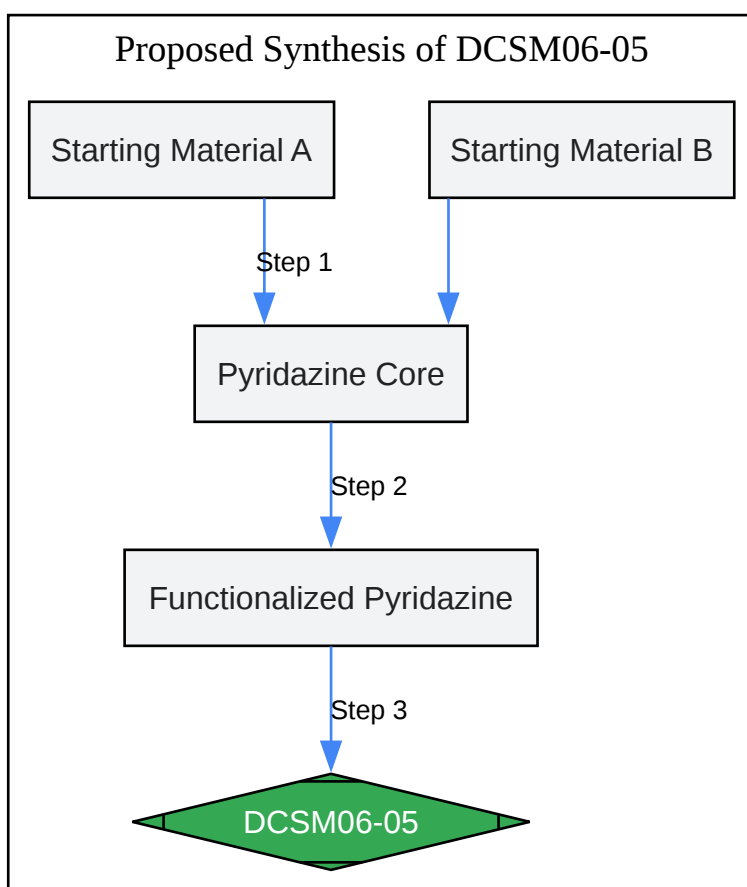 Proposed Synthesis of DCSM06-05
Starting Material A
Starting Material B
Step 1
Pyridazine Core
Step 2
Functionalized Pyridazine
Step 3
DCSM06-05